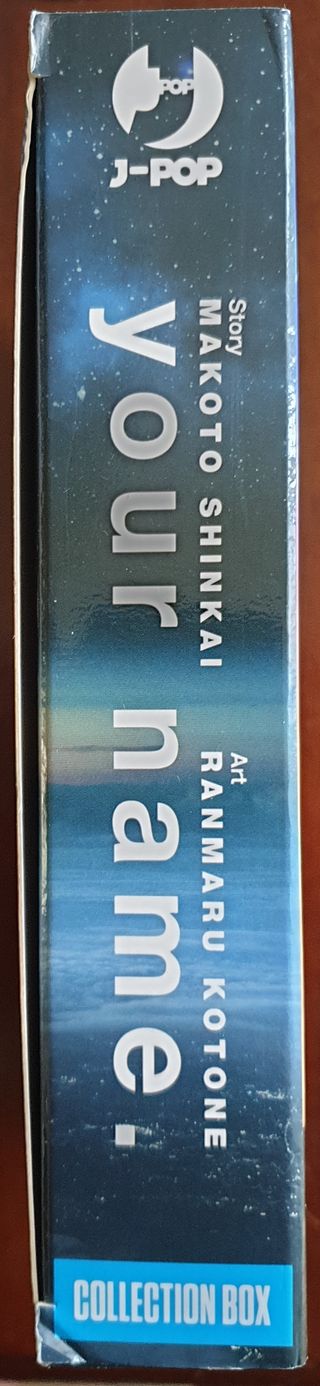 POP
J-POP
Story
MAKOTO SHINKAI
Art
RANMARU KOTONE
your name.
COLLECTION BOX